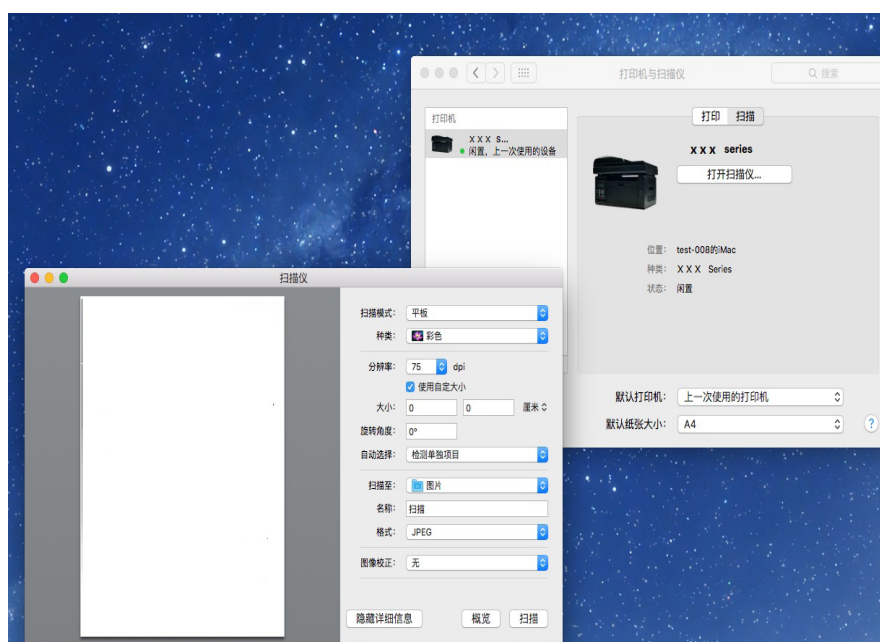 打印机与扫描仪
搜索
打印机
打印
扫描
X X X S...
闲置，上一次使用的设备
X X X series
打开扫描仪...
位置： test-008的iMac
种类： X X X Series
状态： 闲置
默认打印机： 上一次使用的打印机
默认纸张大小： A4
?
扫描仪
扫描模式： 平板
种类： 彩色
分辨率： 75 dpi
使用自定大小
大小： 0 0 厘米
旋转角度： 0°
自动选择： 检测单独项目
扫描至： 图片
名称： 扫描
格式： JPEG
图像校正： 无
隐藏详细信息
概览
扫描